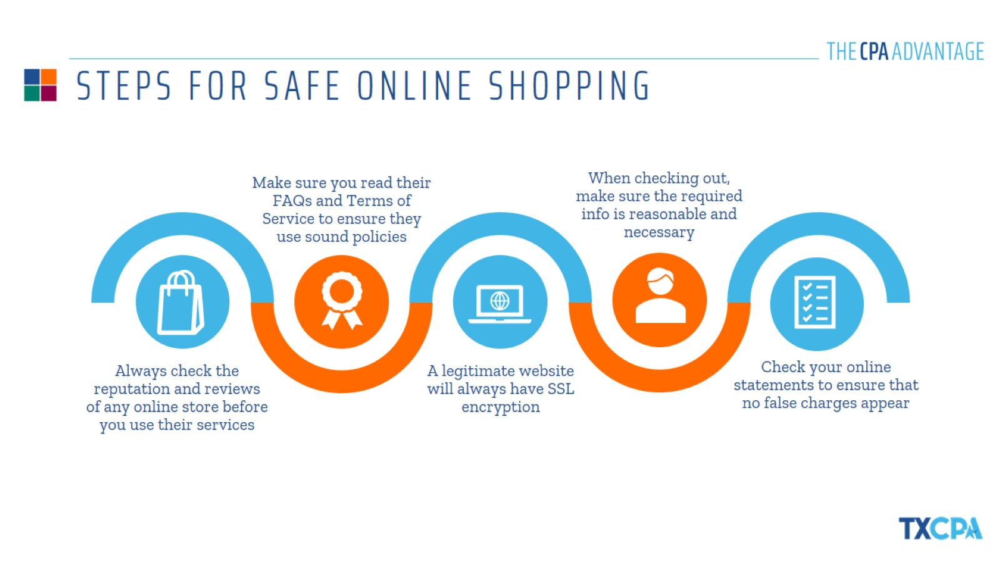 THE CPA ADVANTAGE
STEPS FOR SAFE ONLINE SHOPPING
Always check the
reputation and reviews
of any online store before
you use their services
Make sure you read their
FAQs and Terms of
Service to ensure they
use sound policies
A legitimate website
will always have SSL
encryption
When checking out,
make sure the required
info is reasonable and
necessary
Check your online
statements to ensure that
no false charges appear
TXCPA